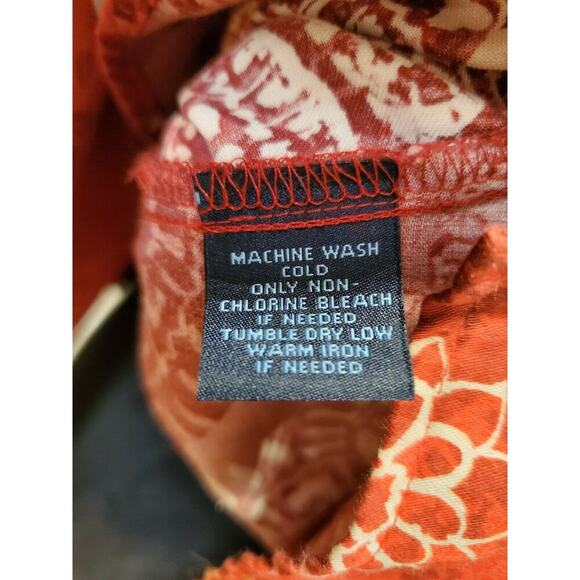 MACHINE WASH
COLD
ONLY NON-
CHLORINE BLEACH
IF NEEDED
TUMBLE DRY LOW
WARM IRON
IF NEEDED